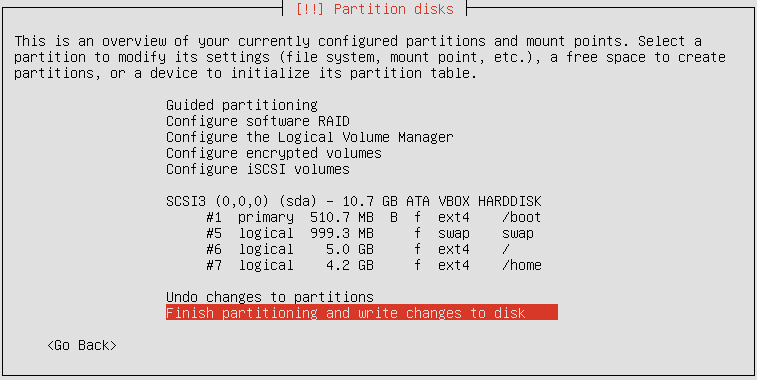 [!!] Partition disks
This is an overview of your currently configured partitions and mount points. Select a
partition to modify its settings (file system, mount point, etc.), a free space to create
partitions, or a device to initialize its partition table.
Guided partitioning
Configure software RAID
Configure the Logical Volume Manager
Configure encrypted volumes
Configure iSCSI volumes
SCSI3 (0,0,0) (sda) - 10.7 GB ATA VBOX HARDDISK
#1 primary 510.7 MB B f ext4 /boot
#5 logical 999.3 MB f swap swap
#6 logical 5.0 GB f ext4 /
#7 logical 4.2 GB f ext4 /home
Undo changes to partitions
Finish partitioning and write changes to disk
<Go Back>